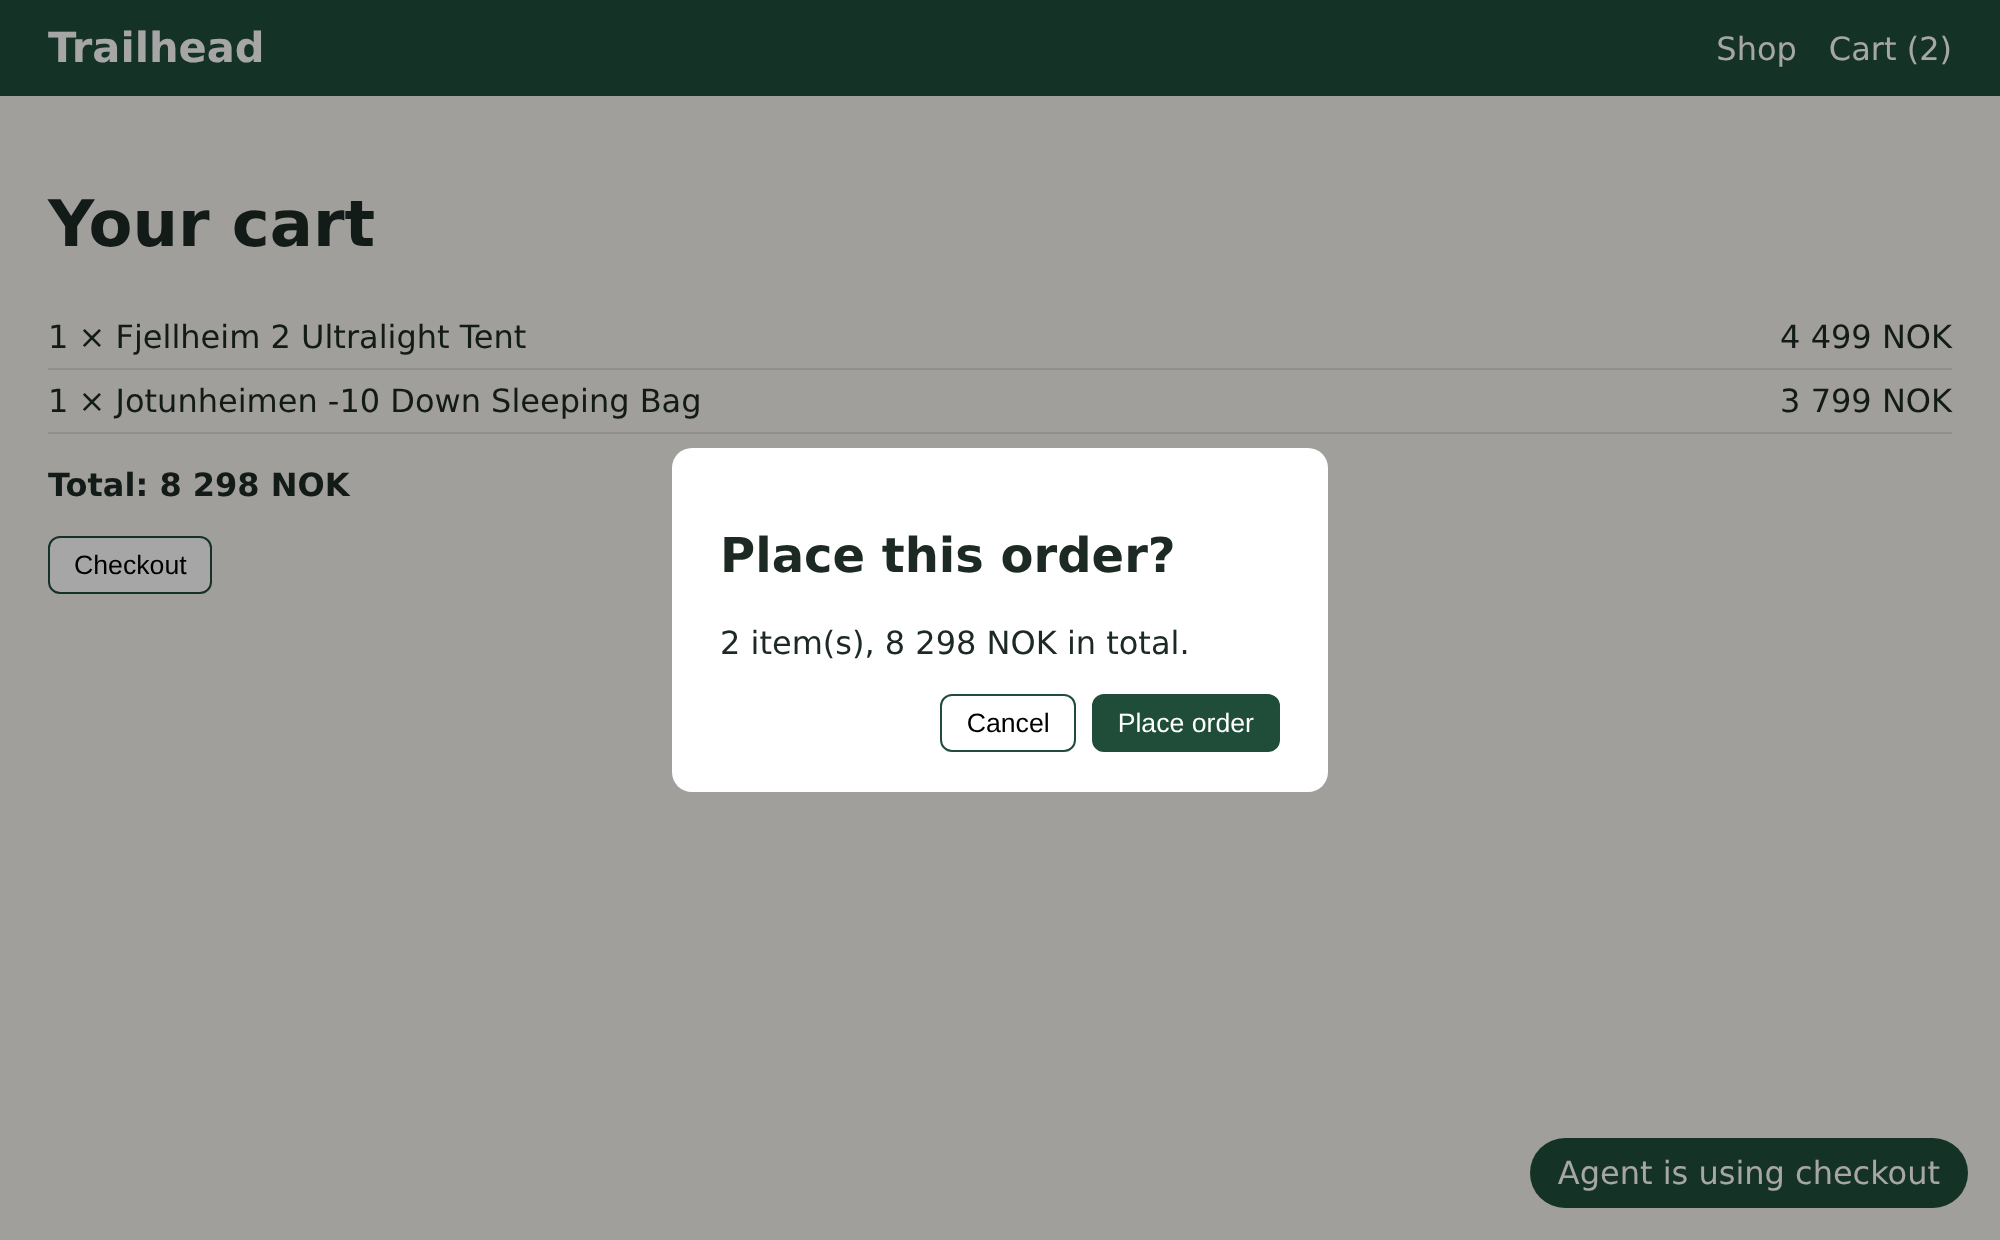 Trailhead
Shop Cart (2)
Your cart
1 × Fjellheim 2 Ultralight Tent 4 499 NOK
1 × Jotunheimen -10 Down Sleeping Bag 3 799 NOK
Total: 8 298 NOK
Checkout
Place this order?
2 item(s), 8 298 NOK in total.
Cancel Place order
Agent is using checkout